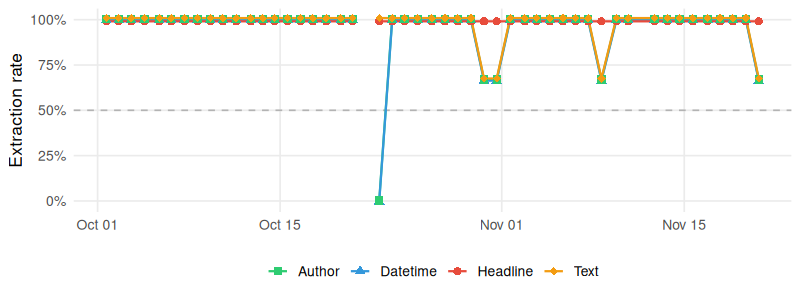 Extraction rate
100%
75%
50%
25%
0%
Oct 01 Oct 15 Nov 01 Nov 15
Author Datetime Headline Text